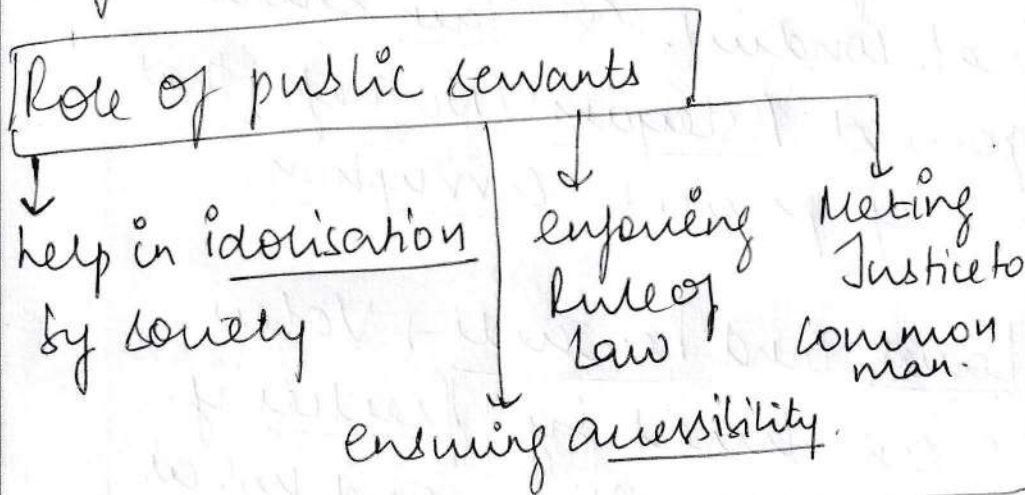 Role of public servants
help in idolisation
by society
ensuring accessibility.
enforcing
Rule of
Law
Meting
Justice to
common
man.